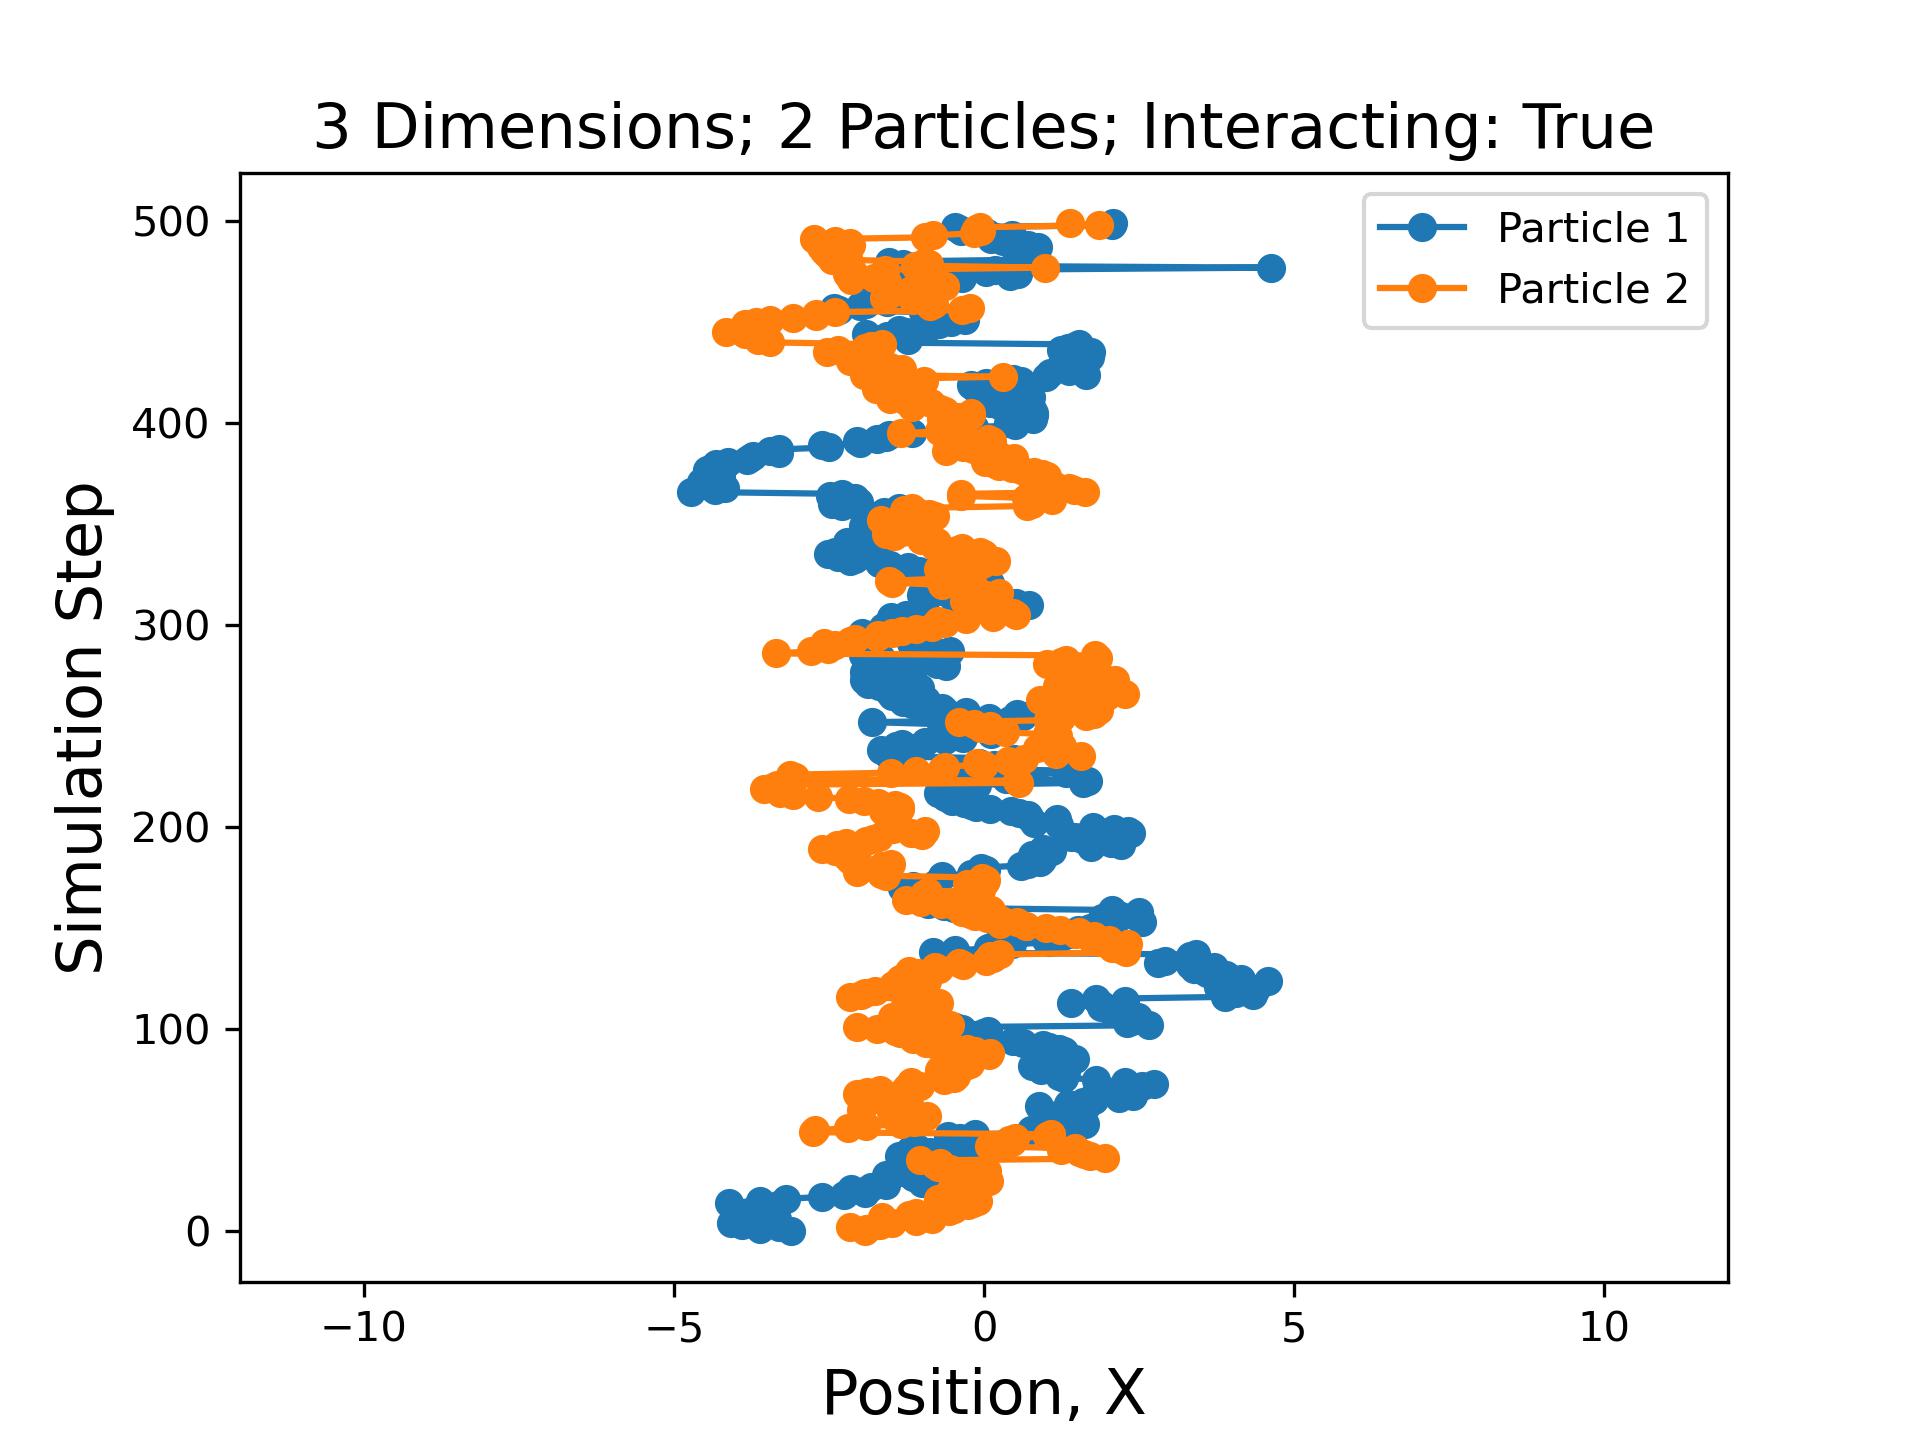 3 Dimensions; 2 Particles; Interacting: True
Particle 1
Particle 2
Simulation Step
500
400
300
200
100
0
−10
−5
0
5
10
Position, X